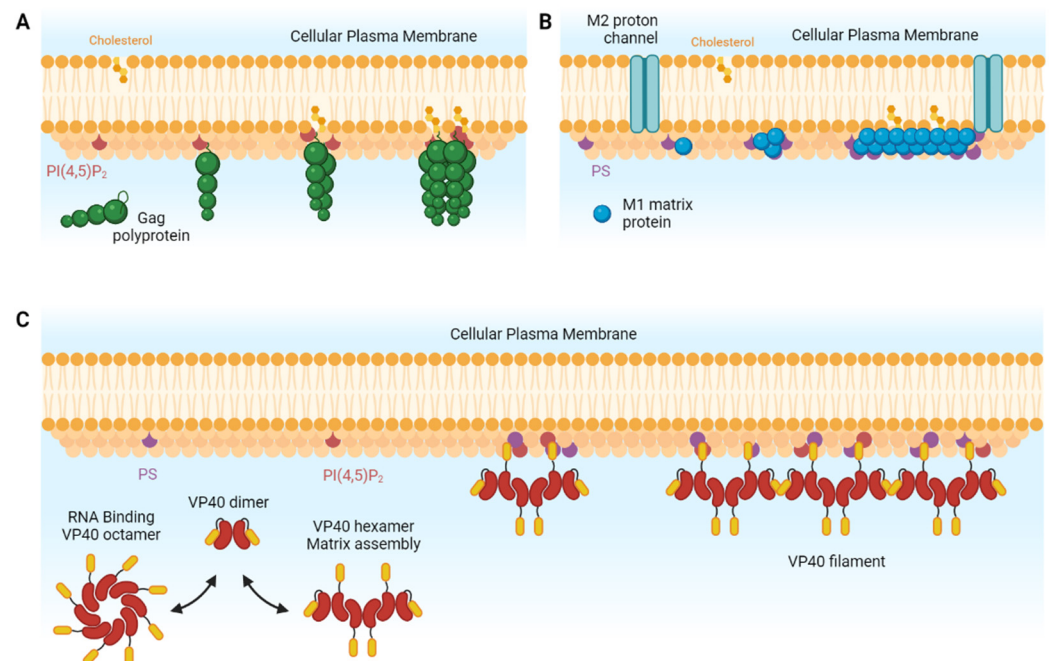 A
Cholesterol
Cellular Plasma Membrane
PI(4,5)P₂
Gag
polyprotein
B
M2 proton
channel
Cholesterol
Cellular Plasma Membrane
PS
M1 matrix
protein
C
Cellular Plasma Membrane
PS
PI(4,5)P₂
RNA Binding
VP40 octamer
VP40 dimer
VP40 hexamer
Matrix assembly
VP40 filament